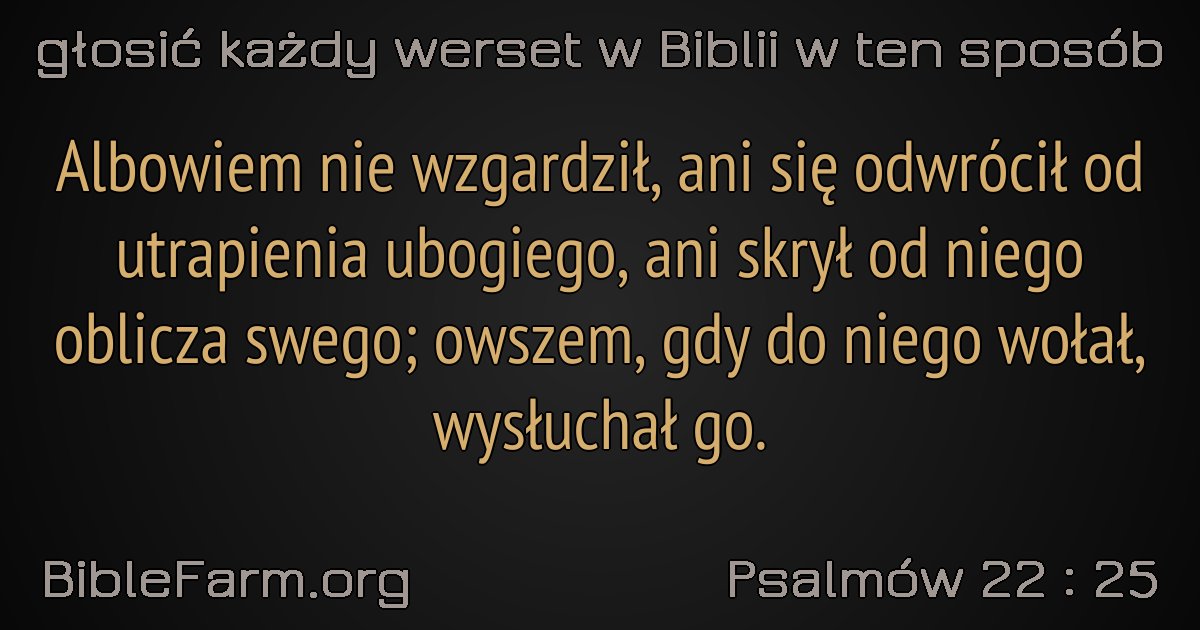 głosić każdy werset w Biblii w ten sposób
Albowiem nie wzgardził, ani się odwrócił od
utrapienia ubogiego, ani skrył od niego
oblicza swego; owszem, gdy do niego wołał,
wysłuchał go.
BibleFarm.org
Psalmów 22 : 25